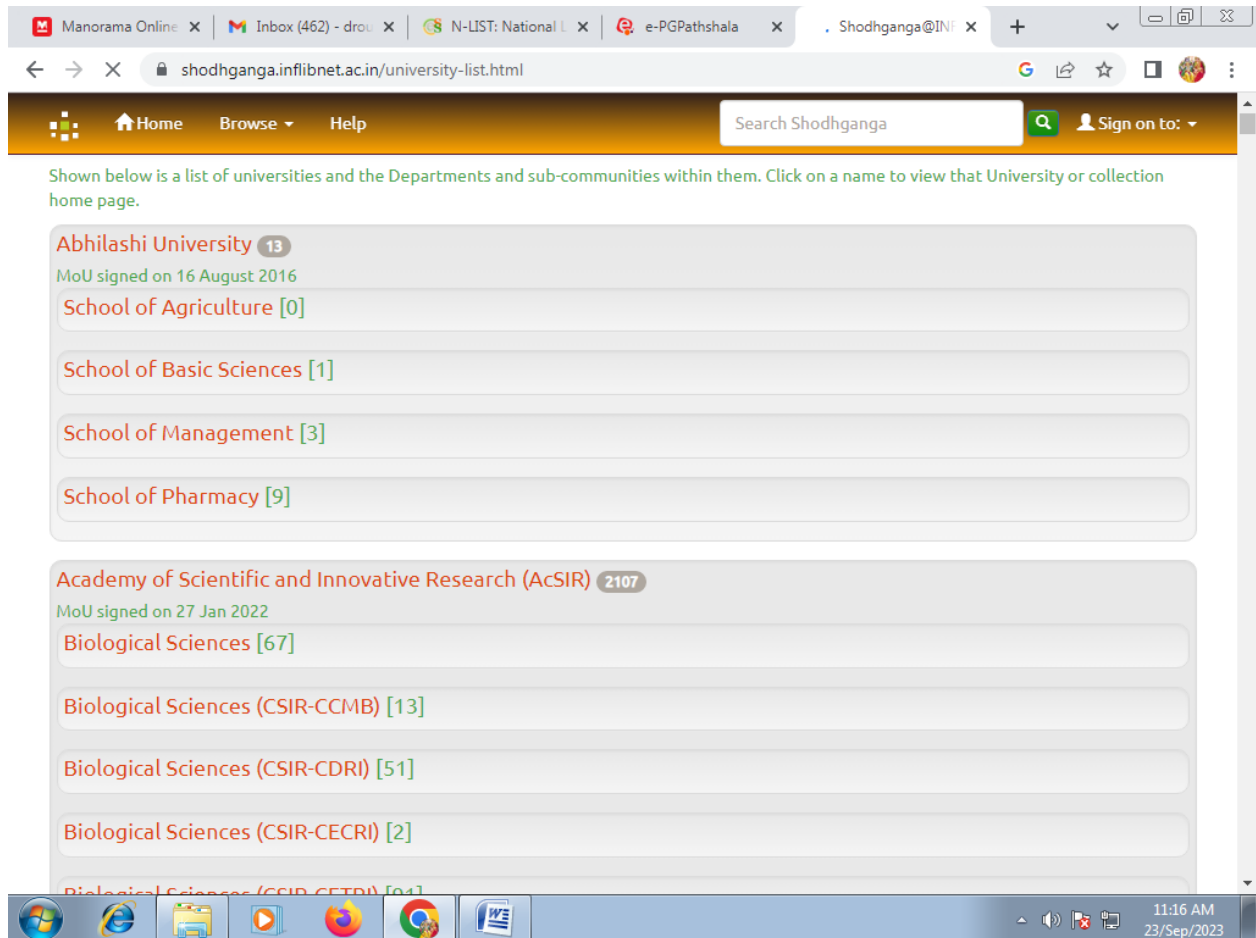 Manorama Online
Inbox (462) - drou
N-LIST: National L
e-PGPathshala
Shodhganga@INF
shodhganga.inflibnet.ac.in/university-list.html
Home Browse Help Search Shodhganga Sign on to:
Shown below is a list of universities and the Departments and sub-communities within them. Click on a name to view that University or collection
home page.
Abhilashi University 13
MoU signed on 16 August 2016
School of Agriculture [0]
School of Basic Sciences [1]
School of Management [3]
School of Pharmacy [9]
Academy of Scientific and Innovative Research (AcSIR) 2107
MoU signed on 27 Jan 2022
Biological Sciences [67]
Biological Sciences (CSIR-CCMB) [13]
Biological Sciences (CSIR-CDRI) [51]
Biological Sciences (CSIR-CECRI) [2]
Biological Sciences (CSIR-CFTRI) [91]
11:16 AM
23/Sep/2023